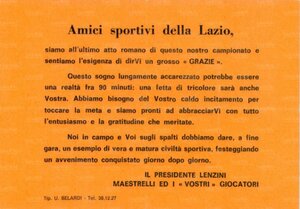 Amici sportivi della Lazio,
siamo all'ultimo atto romano di questo nostro campionato e
sentiamo l'esigenza di dirVi un grosso « GRAZIE ».
Questo sogno lungamente accarezzato potrebbe essere
una realtà fra 90 minuti: una fetta di tricolore sarà anche
Vostra. Abbiamo bisogno del Vostro caldo incitamento per
toccare la meta e siamo pronti ad abbracciarVi con tutto
l'entusiasmo e la gratitudine che meritate.
Noi in campo e Voi sugli spalti dobbiamo dare, a fine
gara, un esempio di vera e matura civiltà sportiva, festeggiando
un avvenimento conquistato giorno dopo giorno.
IL PRESIDENTE LENZINI
MAESTRELLI ED I « VOSTRI » GIOCATORI
Tip. U. BELARDI - Tel. 38.12.27